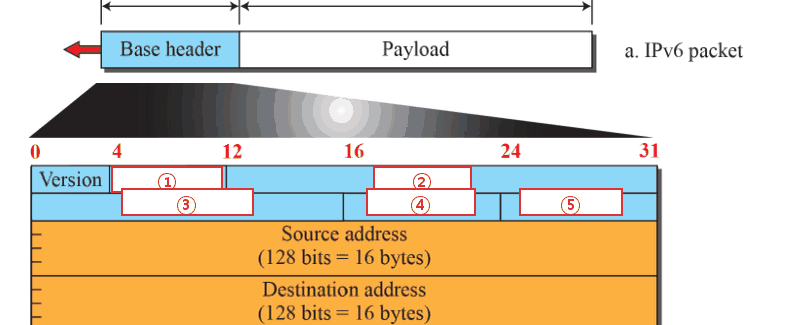 Base header Payload a. IPv6 packet
0 4 12 16 24 31
Version ① ②
③ ④ ⑤
Source address
(128 bits = 16 bytes)
Destination address
(128 bits = 16 bytes)